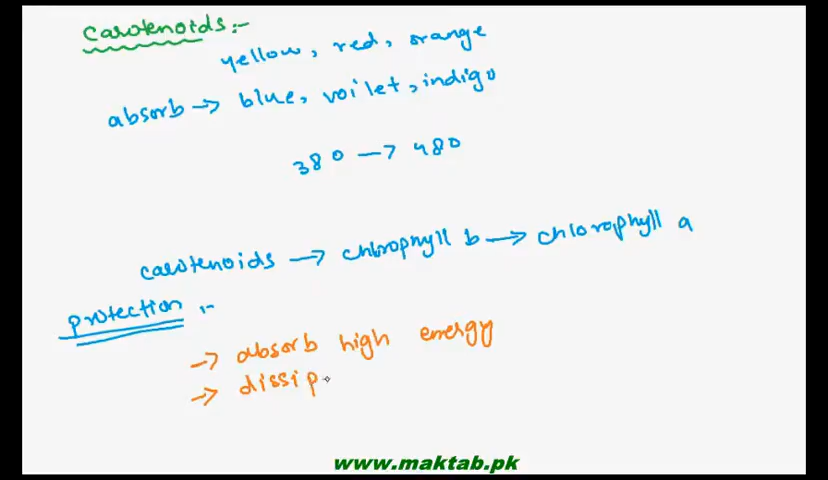 Carotenoids:-
yellow, red, orange
absorb → blue, voilet, indigo
380 → 480
carotenoids → chlrophyll b → chlorophyll a
protection :-
→ absorb high energy
→ dissip
www.maktab.pk